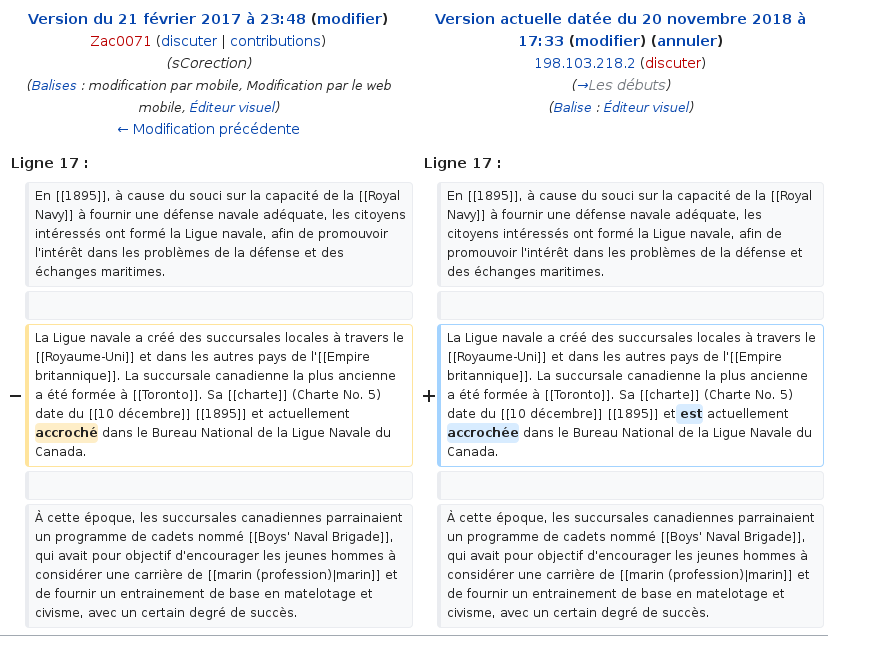 Version du 21 février 2017 à 23:48 (modifier)
Zac0071 (discuter | contributions)
(sCorection)
(Balises : modification par mobile, Modification par le web
mobile, Éditeur visuel)
← Modification précédente
Version actuelle datée du 20 novembre 2018 à
17:33 (modifier) (annuler)
198.103.218.2 (discuter)
(→Les débuts)
(Balise : Éditeur visuel)
Ligne 17 :
Ligne 17 :
En [[1895]], à cause du souci sur la capacité de la [[Royal
Navy]] à fournir une défense navale adéquate, les citoyens
intéressés ont formé la Ligue navale, afin de promouvoir
l'intérêt dans les problèmes de la défense et des
échanges maritimes.
En [[1895]], à cause du souci sur la capacité de la [[Royal
Navy]] à fournir une défense navale adéquate, les
citoyens intéressés ont formé la Ligue navale, afin de
promouvoir l'intérêt dans les problèmes de la défense et
des échanges maritimes.
−
La Ligue navale a créé des succursales locales à travers le
[[Royaume-Uni]] et dans les autres pays de l'[[Empire
britannique]]. La succursale canadienne la plus ancienne
a été formée à [[Toronto]]. Sa [[charte]] (Charte No. 5)
date du [[10 décembre]] [[1895]] et actuellement
accroché dans le Bureau National de la Ligue Navale du
Canada.
+
La Ligue navale a créé des succursales locales à travers le
[[Royaume-Uni]] et dans les autres pays de l'[[Empire
britannique]]. La succursale canadienne la plus ancienne
a été formée à [[Toronto]]. Sa [[charte]] (Charte No. 5)
date du [[10 décembre]] [[1895]] et est actuellement
accrochée dans le Bureau National de la Ligue Navale du
Canada.
À cette époque, les succursales canadiennes parrainaient
un programme de cadets nommé [[Boys' Naval Brigade]],
qui avait pour objectif d'encourager les jeunes hommes à
considérer une carrière de [[marin (profession)|marin]] et
de fournir un entrainement de base en matelotage et
civisme, avec un certain degré de succès.
À cette époque, les succursales canadiennes parrainaient
un programme de cadets nommé [[Boys' Naval Brigade]],
qui avait pour objectif d'encourager les jeunes hommes à
considérer une carrière de [[marin (profession)|marin]] et
de fournir un entrainement de base en matelotage et
civisme, avec un certain degré de succès.